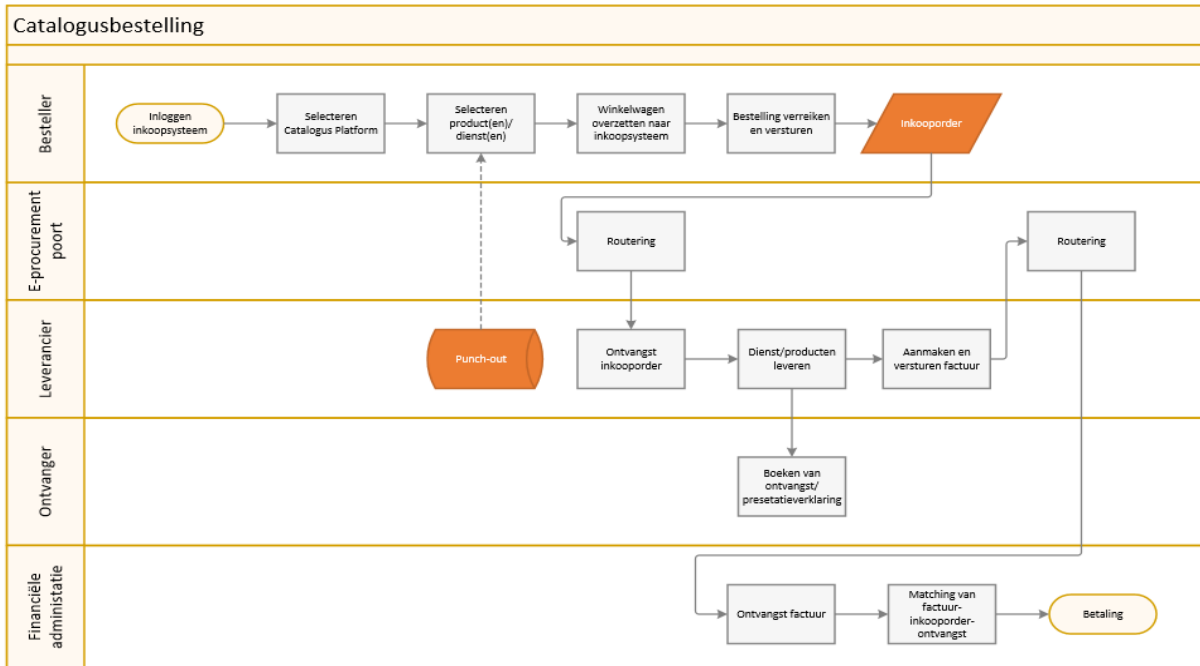 Catalogusbestelling
Besteller
Inloggen
inkoopsysteem
Selecteren
Catalogus Platform
Selecteren
product(en)/
dienst(en)
Winkelwagen
overzetten naar
inkoopsysteem
Bestelling verreiken
en versturen
Inkooporder
E-procurement
poort
Routering
Routering
Leverancier
Punch-out
Ontvangst
inkooporder
Dienst/producten
leveren
Aanmaken en
versturen factuur
Ontvanger
Boeken van
ontvangst/
presetatieverklaring
Financiële
administatie
Ontvangst factuur
Matching van
factuur-
inkooporder-
ontvangst
Betaling